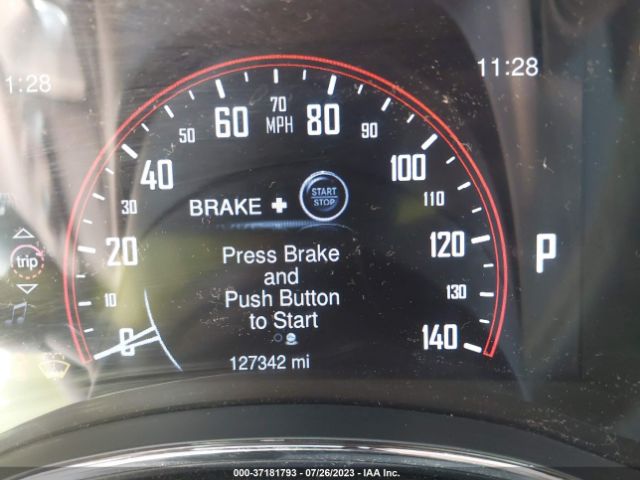 1:28
11:28
70
60 MPH 80
50 90
40 100
30 110
BRAKE + START STOP
20 120
trip
Press Brake
and
Push Button
to Start
P
10 130
0 140
127342 mi
000-37181793 - 07/26/2023 - IAA Inc.